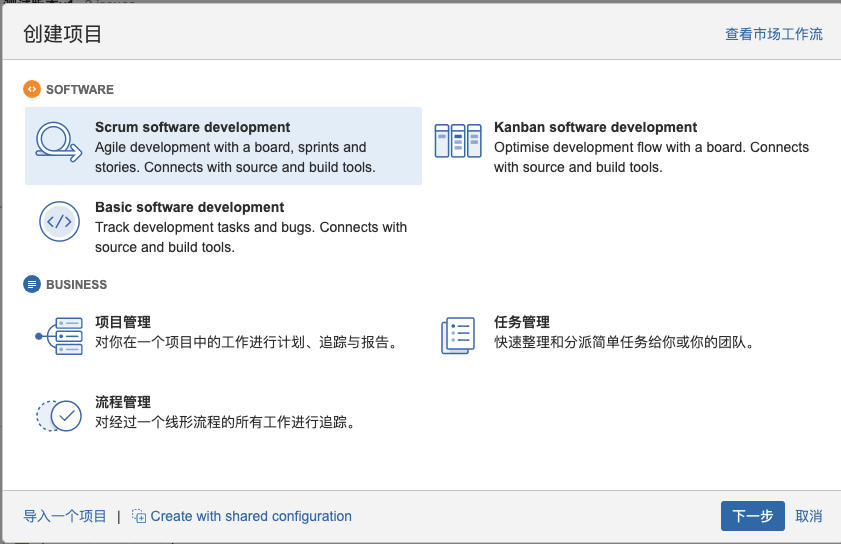 创建项目
查看市场工作流
SOFTWARE
Scrum software development
Agile development with a board, sprints and
stories. Connects with source and build tools.
Kanban software development
Optimise development flow with a board. Connects
with source and build tools.
Basic software development
Track development tasks and bugs. Connects with
source and build tools.
BUSINESS
项目管理
对你在一个项目中的工作进行计划、追踪与报告。
任务管理
快速整理和分派简单任务给你或你的团队。
流程管理
对经过一个线形流程的所有工作进行追踪。
导入一个项目 | Create with shared configuration
下一步 取消